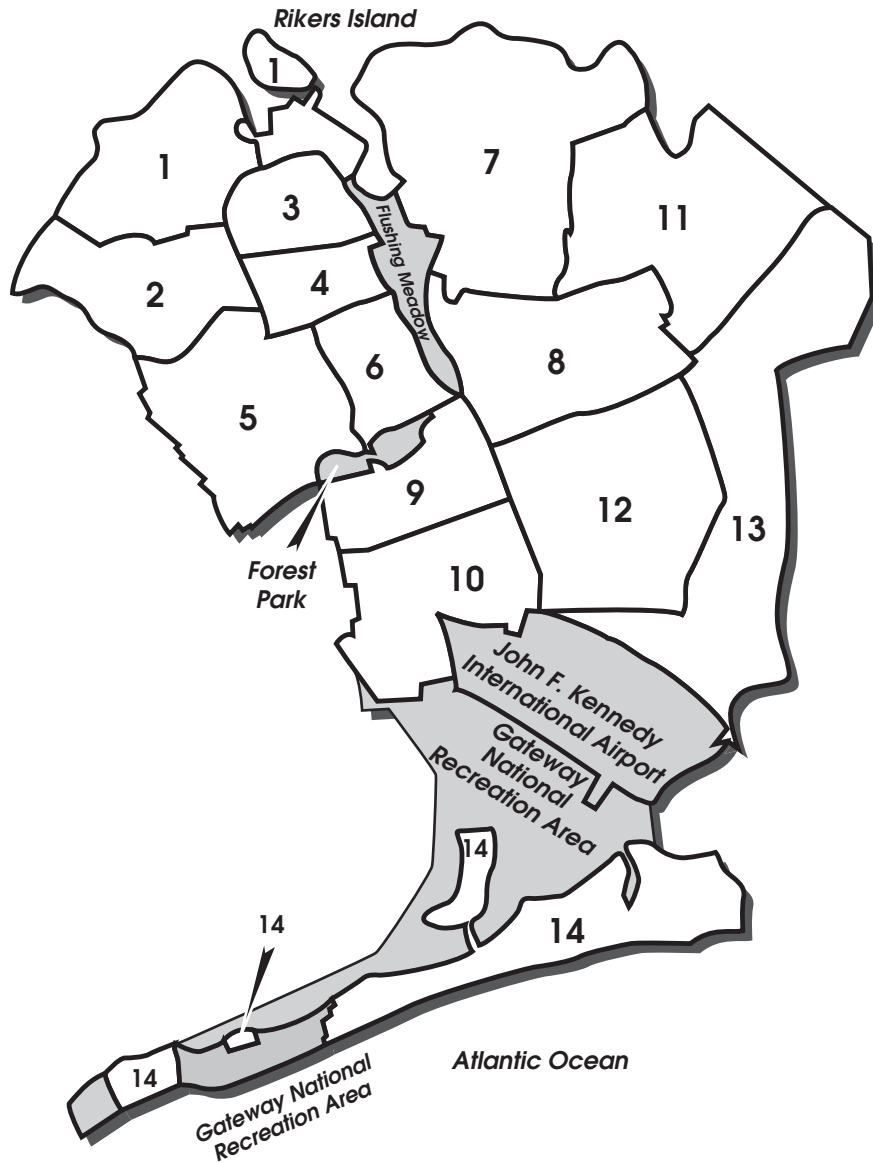 Rikers Island
1
7
1
3
11
Flushing Meadow
4
2
8
6
5
9
12
13
10
Forest
Park
John F. Kennedy
International Airport
Gateway
National
Recreation Area
14
14
14
14
Atlantic Ocean
Gateway National
Recreation Area